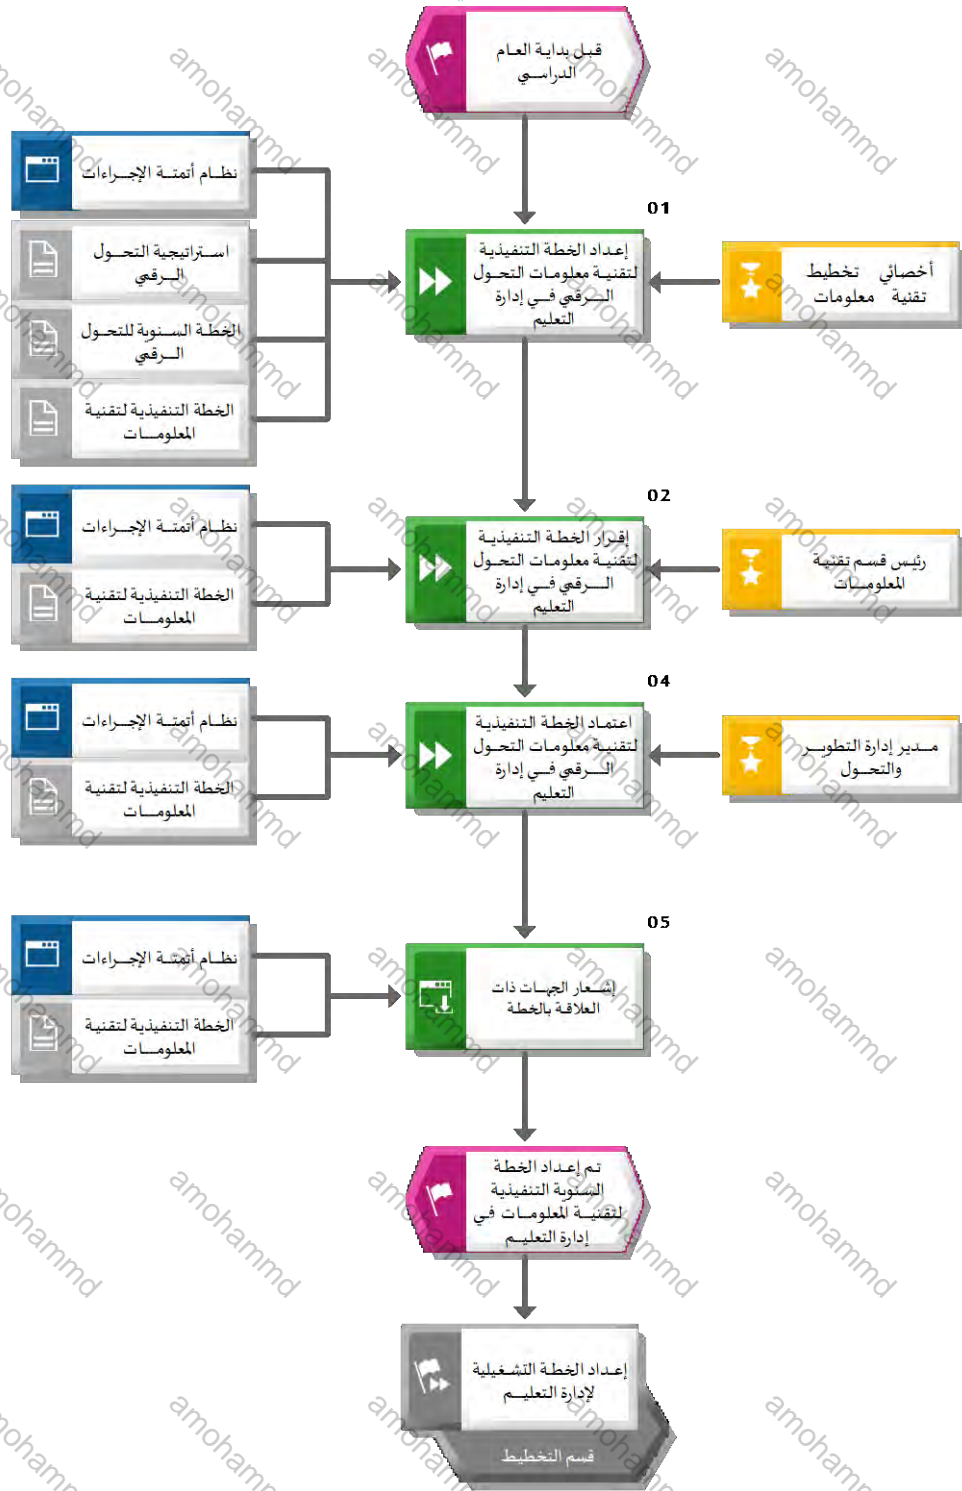 قبل بداية العام
الدراسي
01
نظام أتمتة الإجراءات
استراتيجية التحول
الرقمي
الخطة السنوية للتحول
الرقمي
الخطة التنفيذية لتقنية
المعلومات
إعداد الخطة التنفيذية
لتقنية معلومات التحول
الرقمي في إدارة
التعليم
أخصائي تخطيط
تقنية معلومات
02
نظام أتمتة الإجراءات
الخطة التنفيذية لتقنية
المعلومات
إقرار الخطة التنفيذية
لتقنية معلومات التحول
الرقمي في إدارة
التعليم
رئيس قسم تقنية
المعلومات
04
نظام أتمتة الإجراءات
الخطة التنفيذية لتقنية
المعلومات
اعتماد الخطة التنفيذية
لتقنية معلومات التحول
الرقمي في إدارة
التعليم
مدير إدارة التطوير
والتحول
05
نظام أتمتة الإجراءات
الخطة التنفيذية لتقنية
المعلومات
إشعار الجهات ذات
العلاقة بالخطة
تم إعداد الخطة
السنوية التنفيذية
لتقنية المعلومات في
إدارة التعليم
إعداد الخطة التشغيلية
لإدارة التعليم
قسم التخطيط
amohammd